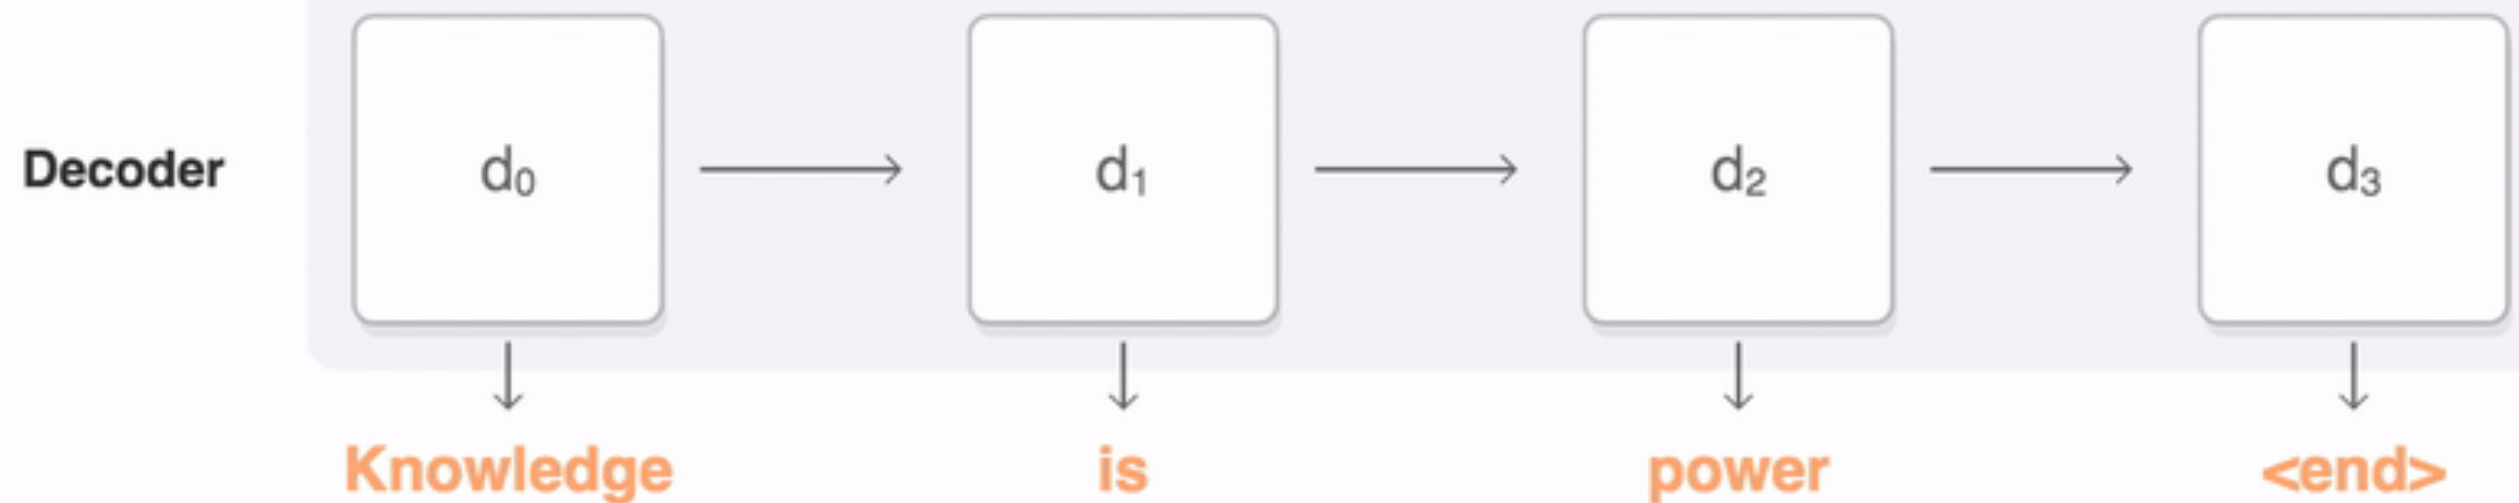 Decoder d₀ d₁ d₂ d₃
Knowledge is power <end>